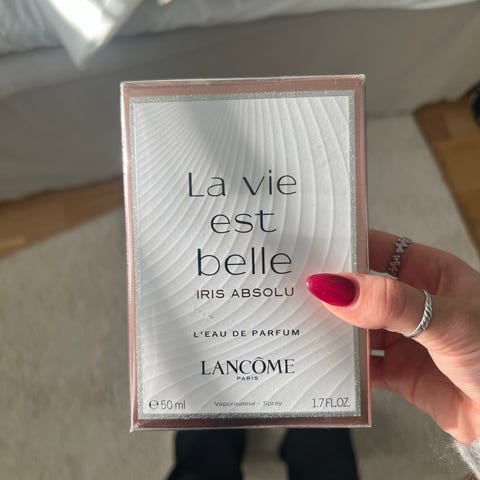 La vie
est
belle
IRIS ABSOLU
L'EAU DE PARFUM
LANCÔME
PARIS
℮ 50 ml Vaporisateur - Spray 1.7 FL.OZ.